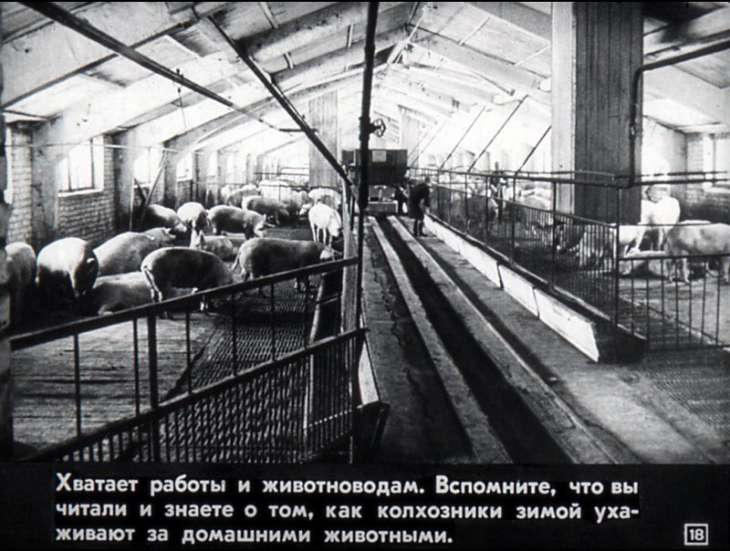 Хватает работы и животноводам. Вспомните, что вы
читали и знаете о том, как колхозники зимой уха-
живают за домашними животными.
18